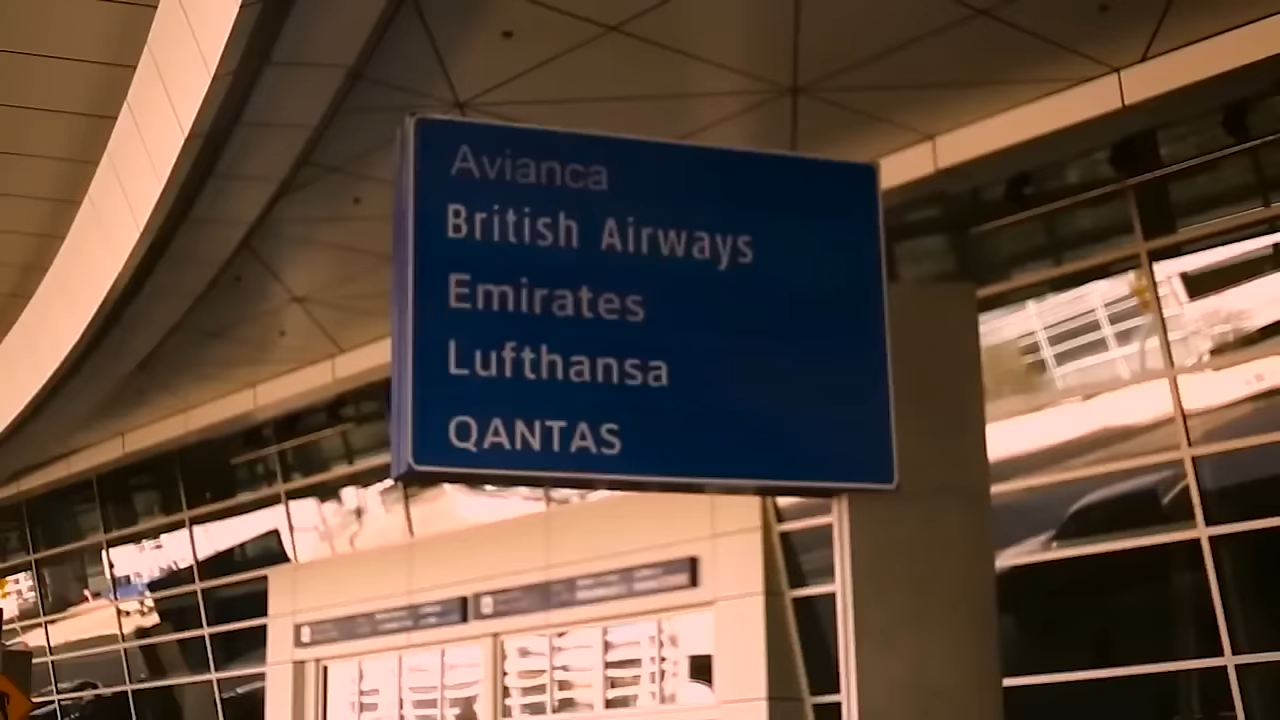 Avianca
British Airways
Emirates
Lufthansa
QANTAS